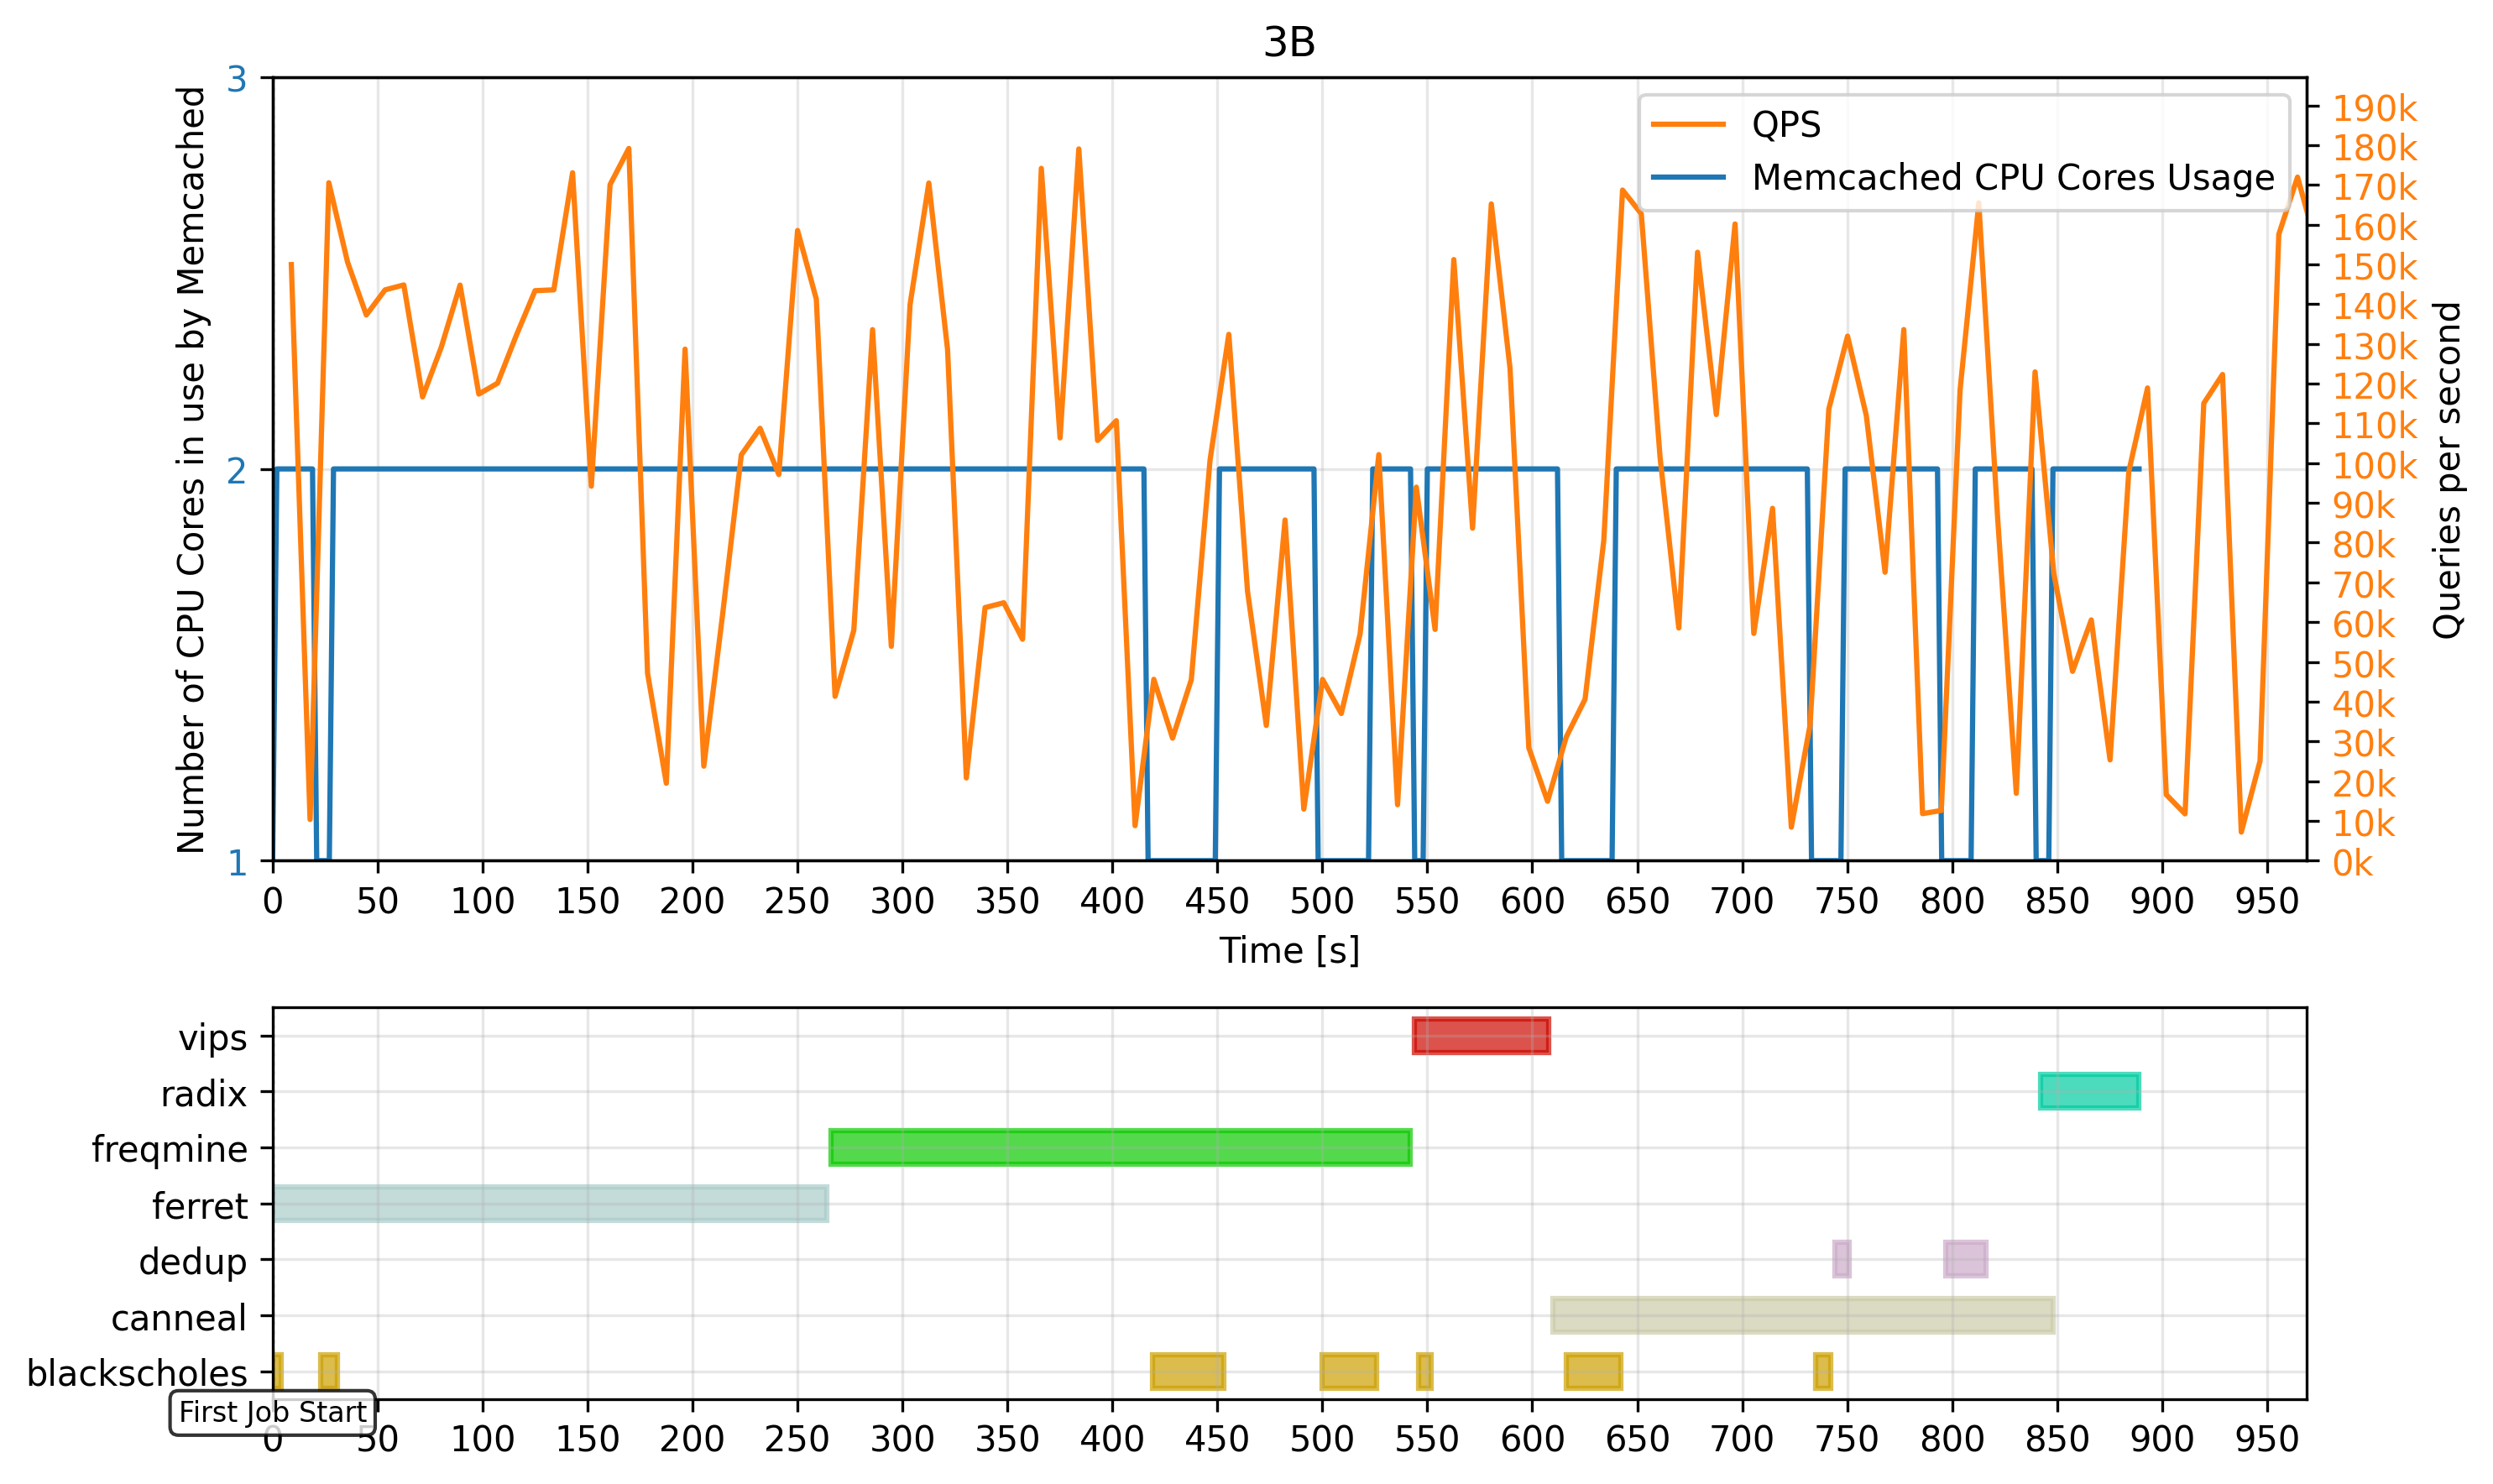 3B
Number of CPU Cores in use by Memcached
3
2
1
QPS
Memcached CPU Cores Usage
190k
180k
170k
160k
150k
140k
130k
120k
110k
100k
90k
80k
70k
60k
50k
40k
30k
20k
10k
0k
Queries per second
0 50 100 150 200 250 300 350 400 450 500 550 600 650 700 750 800 850 900 950
Time [s]
vips
radix
freqmine
ferret
dedup
canneal
blackscholes
First Job Start
0 50 100 150 200 250 300 350 400 450 500 550 600 650 700 750 800 850 900 950